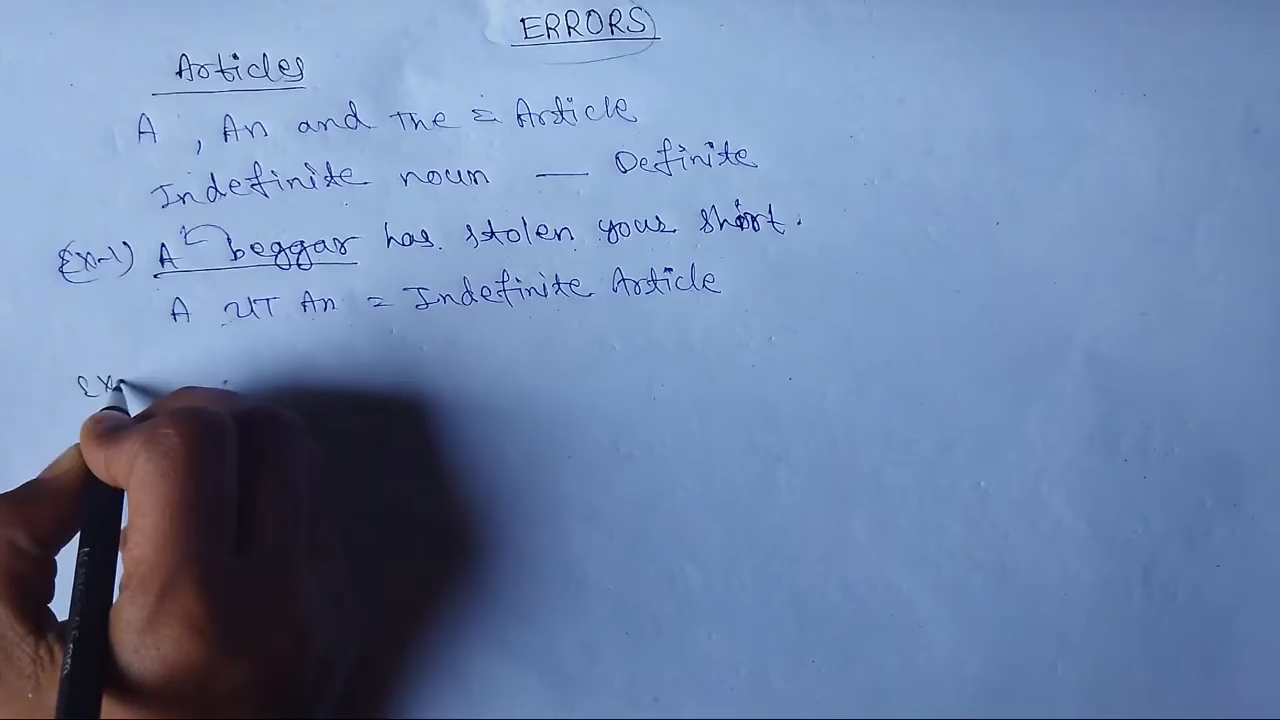 ERRORS
Articles
A, An and The = Article
Indefinite noun — Definite
Ex-1) A beggar has stolen your shirt.
A या An = Indefinite Article
Ex